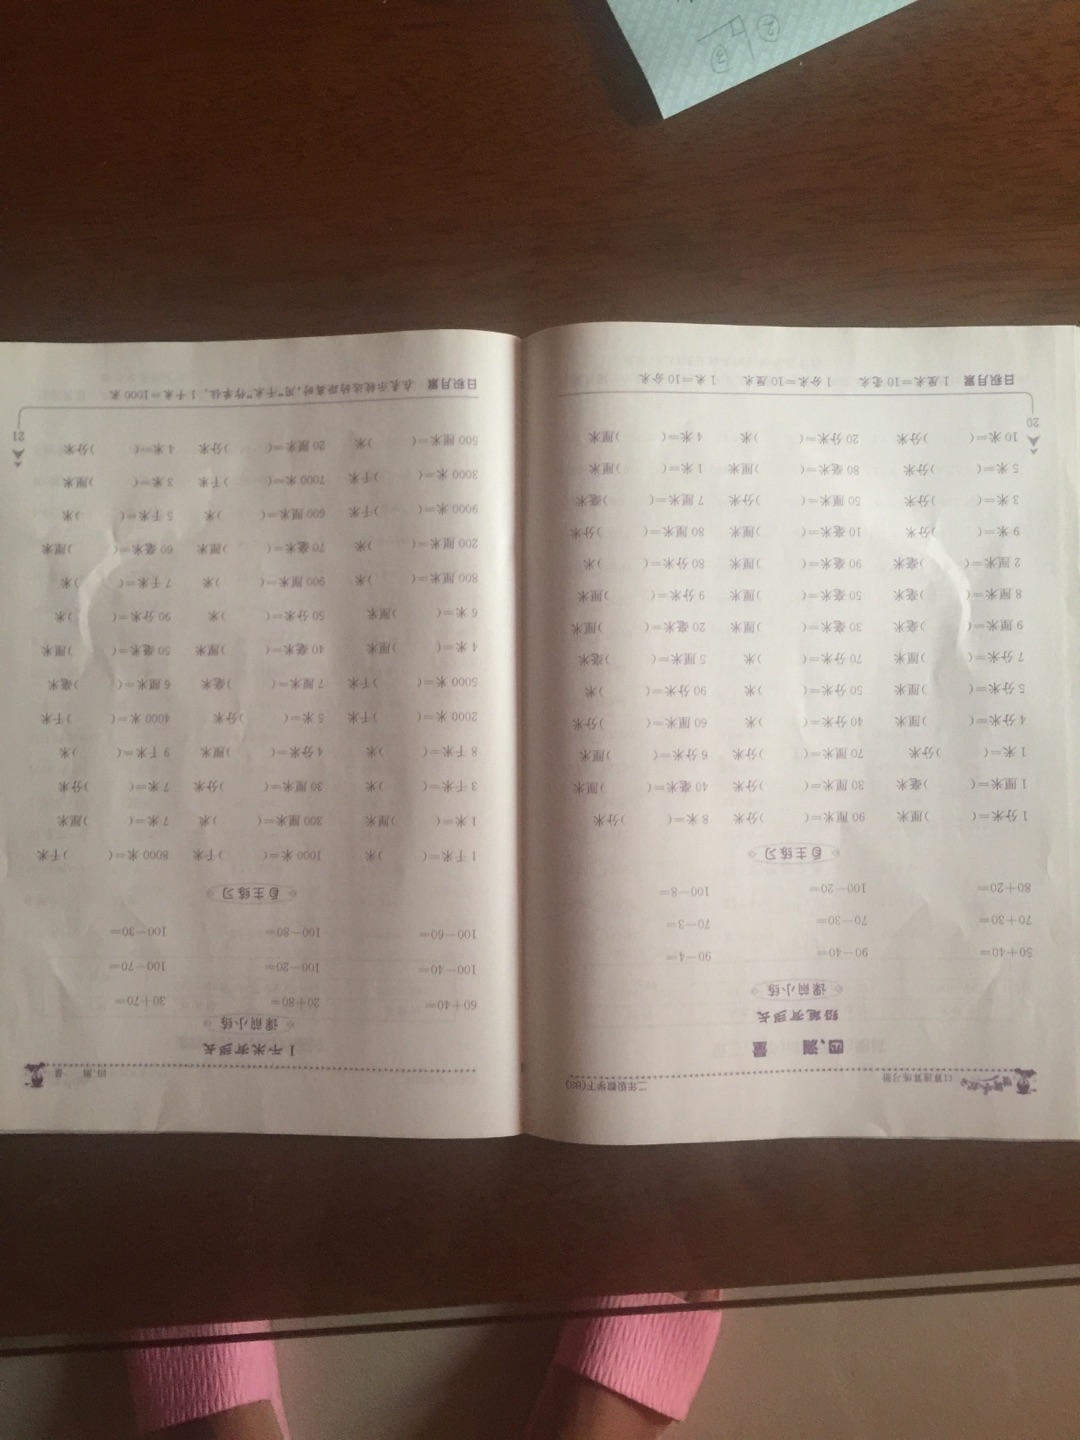 口算速算练习册 二年级数学下(BS)
四、测 量
铅笔有多长
课前小练
50+40= 90-40= 90-4=
70+30= 70-30= 70-3=
80+20= 100-20= 100-8=
自主练习
1分米=( )厘米 90厘米=( )分米 8米=( )分米
1厘米=( )毫米 30厘米=( )分米 40毫米=( )厘米
1米=( )分米 70厘米=( )分米 6分米=( )厘米
4分米=( )厘米 40分米=( )米 60厘米=( )分米
5分米=( )厘米 50分米=( )米 90分米=( )米
7分米=( )厘米 70分米=( )米 5厘米=( )毫米
9厘米=( )毫米 30毫米=( )厘米 20毫米=( )厘米
8厘米=( )毫米 50毫米=( )厘米 9分米=( )厘米
2厘米=( )毫米 90毫米=( )厘米 80分米=( )米
9米=( )分米 10毫米=( )厘米 80厘米=( )分米
3米=( )分米 50厘米=( )分米 7厘米=( )毫米
5米=( )分米 80毫米=( )厘米 1米=( )厘米
10米=( )分米 20分米=( )米 4米=( )厘米
20
日积月累 1厘米=10毫米 1分米=10厘米 1米=10分米
四、测 量
1千米有多长
课前小练
60+40= 20+80= 30+70=
100-40= 100-20= 100-70=
100-60= 100-80= 100-30=
自主练习
1千米=( )米 1000米=( )千米 8000米=( )千米
1米=( )厘米 300厘米=( )米 7米=( )厘米
3千米=( )米 30厘米=( )分米 7米=( )分米
8千米=( )米 4分米=( )厘米 9千米=( )米
2000米=( )千米 5米=( )分米 4000米=( )千米
5000米=( )千米 7厘米=( )毫米 6厘米=( )毫米
4米=( )厘米 40毫米=( )厘米 50毫米=( )厘米
6米=( )厘米 50分米=( )米 90分米=( )米
800厘米=( )米 900厘米=( )米 7千米=( )米
200厘米=( )米 70毫米=( )厘米 60毫米=( )厘米
9000米=( )千米 600厘米=( )米 5千米=( )米
3000米=( )千米 7000米=( )千米 3米=( )厘米
500厘米=( )米 20厘米=( )分米 4米=( )分米
21
日积月累 在表示较远的距离时,用“千米”作单位，1千米=1000米
②
③